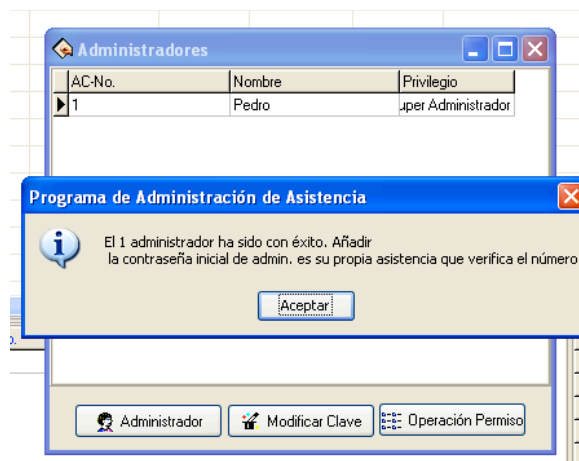 Administradores
AC-No. Nombre Privilegio
1 Pedro uper Administrador
Programa de Administración de Asistencia
El 1 administrador ha sido con éxito. Añadir
la contraseña inicial de admin. es su propia asistencia que verifica el número
Aceptar
Administrador Modificar Clave Operación Permiso